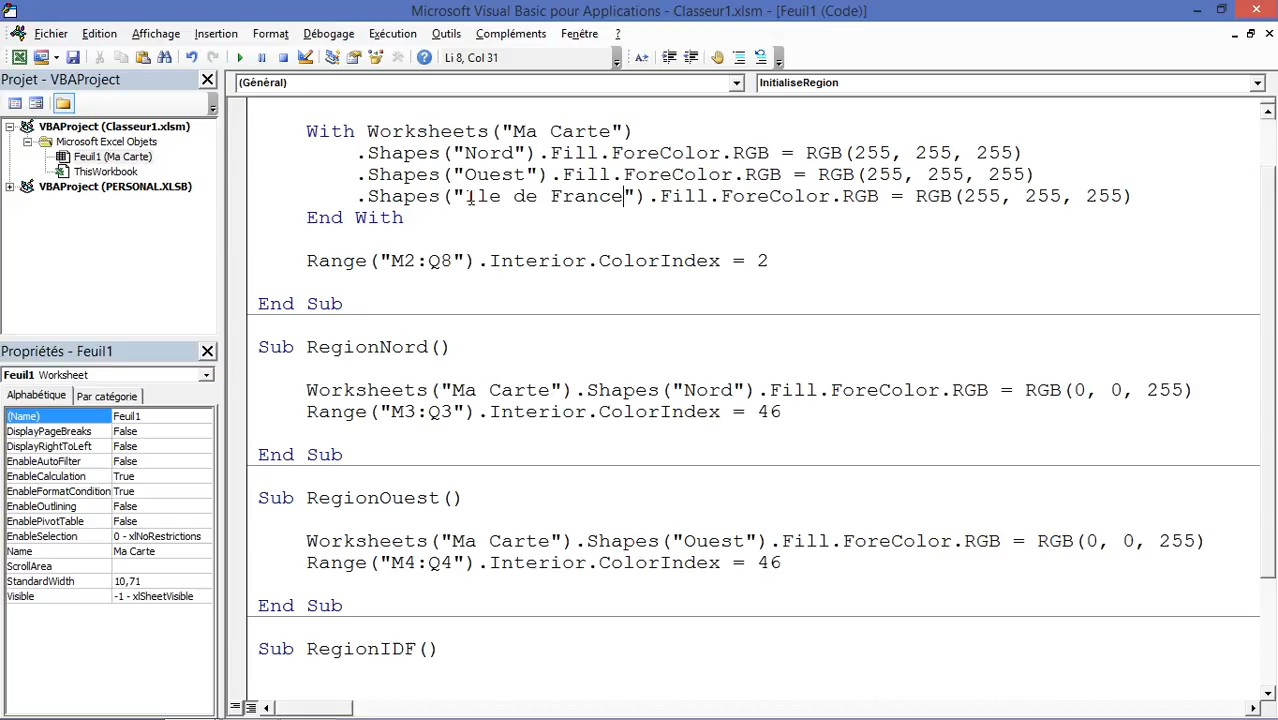 Microsoft Visual Basic pour Applications - Classeur1.xlsm - [Feuil1 (Code)]
Fichier Edition Affichage Insertion Format Débogage Exécution Outils Compléments Fenêtre ?
Li 8, Col 31
Projet - VBAProject
(Général) InitialiseRegion
VBAProject (Classeur1.xlsm)
Microsoft Excel Objets
Feuil1 (Ma Carte)
ThisWorkbook
VBAProject (PERSONAL.XLSB)
With Worksheets("Ma Carte")
.Shapes("Nord").Fill.ForeColor.RGB = RGB(255, 255, 255)
.Shapes("Ouest").Fill.ForeColor.RGB = RGB(255, 255, 255)
.Shapes("Ile de France").Fill.ForeColor.RGB = RGB(255, 255, 255)
End With
Range("M2:Q8").Interior.ColorIndex = 2
End Sub
Sub RegionNord()
Worksheets("Ma Carte").Shapes("Nord").Fill.ForeColor.RGB = RGB(0, 0, 255)
Range("M3:Q3").Interior.ColorIndex = 46
End Sub
Sub RegionOuest()
Worksheets("Ma Carte").Shapes("Ouest").Fill.ForeColor.RGB = RGB(0, 0, 255)
Range("M4:Q4").Interior.ColorIndex = 46
End Sub
Sub RegionIDF()
Propriétés - Feuil1
Feuil1 Worksheet
Alphabétique Par catégorie
(Name) Feuil1
DisplayPageBreaks False
DisplayRightToLeft False
EnableAutoFilter False
EnableCalculation True
EnableFormatCondition True
EnableOutlining False
EnablePivotTable False
EnableSelection 0 - xlNoRestrictions
Name Ma Carte
ScrollArea
StandardWidth 10,71
Visible -1 - xlSheetVisible